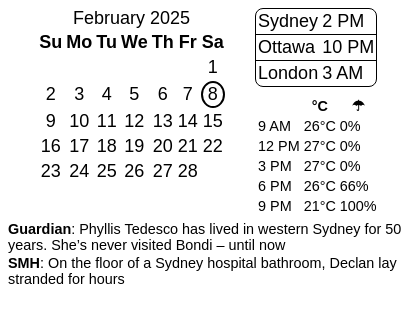 February 2025
Su Mo Tu We Th Fr Sa
1
2 3 4 5 6 7 8
9 10 11 12 13 14 15
16 17 18 19 20 21 22
23 24 25 26 27 28
Sydney 2 PM
Ottawa 10 PM
London 3 AM
°C ☂
9 AM 26°C 0%
12 PM 27°C 0%
3 PM 27°C 0%
6 PM 26°C 66%
9 PM 21°C 100%
Guardian: Phyllis Tedesco has lived in western Sydney for 50
years. She’s never visited Bondi – until now
SMH: On the floor of a Sydney hospital bathroom, Declan lay
stranded for hours